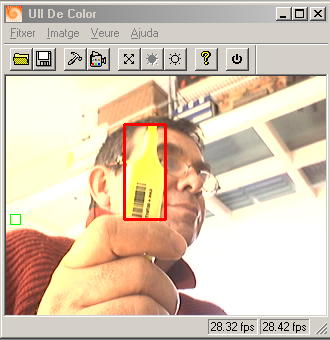 Ull De Color
Fitxer Imatge Veure Ajuda
28.32 fps 28.42 fps